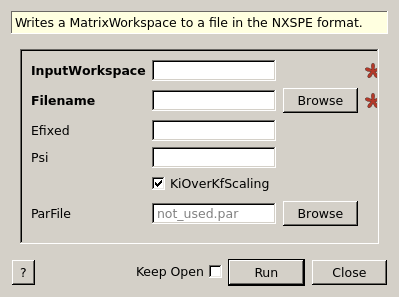 Writes a MatrixWorkspace to a file in the NXSPE format.
InputWorkspace
Filename Browse
Efixed
Psi
KiOverKfScaling
ParFile not_used.par Browse
? Keep Open Run Close